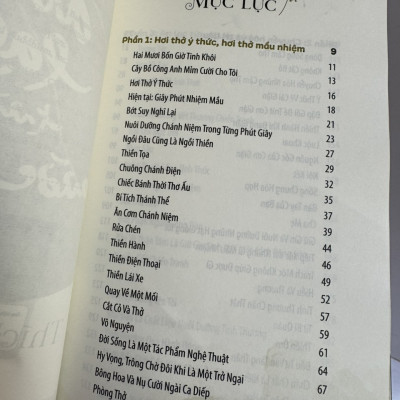 MỤC LỤC
Phần 1: Hơi thở ý thức, hơi thở mầu nhiệm 9
Hai Mươi Bốn Giờ Tinh Khôi 11
Cây Bồ Công Anh Mỉm Cười Cho Tôi 13
Hơi Thở Ý Thức 16
Hiện tại: Giây Phút Nhiệm Mầu 18
Bớt Suy Nghĩ Lại 21
Nuôi Dưỡng Chánh Niệm Trong Từng Phút Giây 23
Ngồi Đâu Cũng Là Ngồi Thiền 27
Thiền Tọa 29
Chuông Chánh Điện 32
Chiếc Bánh Thời Thơ Ấu 35
Bí Tích Thánh Thể 37
Ăn Cơm Chánh Niệm 39
Rửa Chén 44
Thiền Hành 46
Thiền Điện Thoại 49
Thiền Lái Xe 52
Quay Về Một Mối 57
Cắt Cỏ Và Thở 59
Vô Nguyện 61
Đời Sống Là Một Tác Phẩm Nghệ Thuật 64
Hy Vọng, Trông Chờ Đôi Khi Là Một Trở Ngại 67
Bông Hoa Và Nụ Cười Ngài Ca Diếp
Phòng Thở